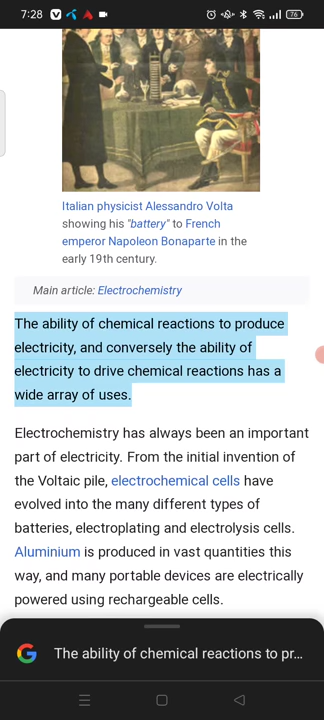 7:28
76
Italian physicist Alessandro Volta
showing his "battery" to French
emperor Napoleon Bonaparte in the
early 19th century.
Main article: Electrochemistry
The ability of chemical reactions to produce
electricity, and conversely the ability of
electricity to drive chemical reactions has a
wide array of uses.
Electrochemistry has always been an important
part of electricity. From the initial invention of
the Voltaic pile, electrochemical cells have
evolved into the many different types of
batteries, electroplating and electrolysis cells.
Aluminium is produced in vast quantities this
way, and many portable devices are electrically
powered using rechargeable cells.
The ability of chemical reactions to pr...